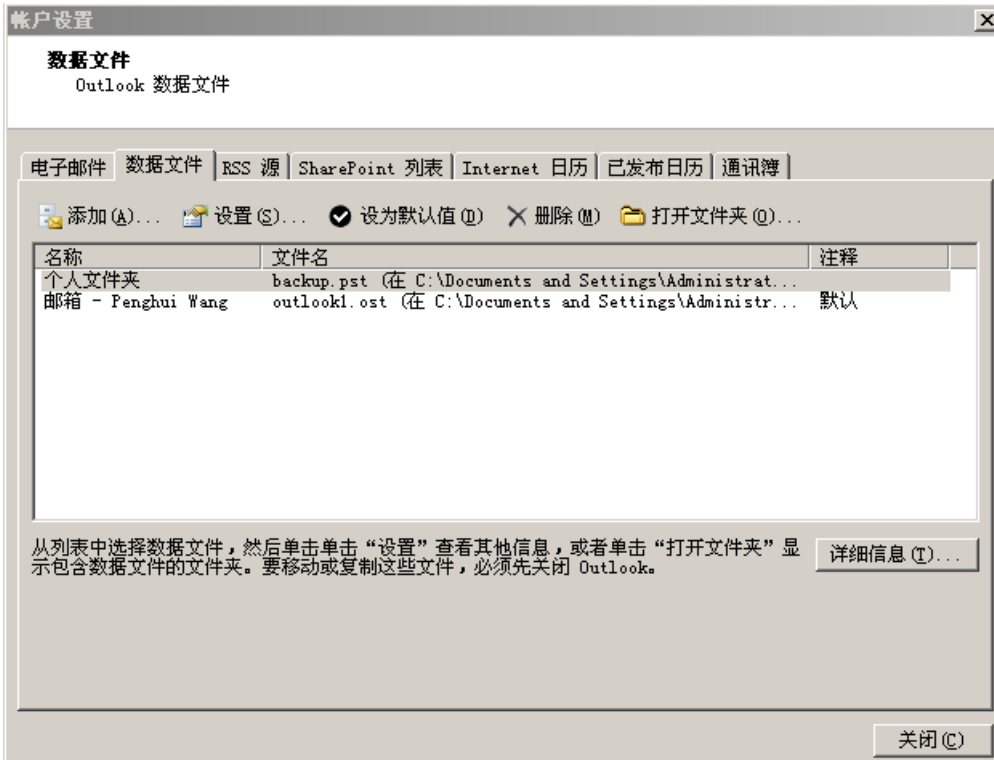 帐户设置
数据文件
Outlook 数据文件
电子邮件 数据文件 RSS 源 SharePoint 列表 Internet 日历 已发布日历 通讯簿
添加(A)... 设置(S)... 设为默认值(D) 删除(M) 打开文件夹(O)...
名称 文件名 注释
个人文件夹 backup.pst (在 C:\Documents and Settings\Administrat...
邮箱 - Penghui Wang outlook1.ost (在 C:\Documents and Settings\Administr... 默认
从列表中选择数据文件，然后单击单击“设置”查看其他信息，或者单击“打开文件夹”显
示包含数据文件的文件夹。要移动或复制这些文件，必须先关闭 Outlook。
详细信息(T)...
关闭(C)